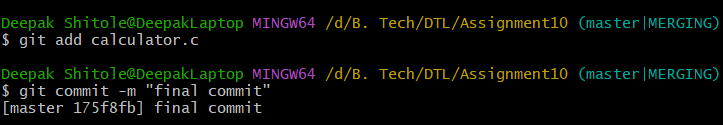 Deepak Shitole@DeepakLaptop MINGW64 /d/B. Tech/DTL/Assignment10 (master|MERGING)
$ git add calculator.c
Deepak Shitole@DeepakLaptop MINGW64 /d/B. Tech/DTL/Assignment10 (master|MERGING)
$ git commit -m "final commit"
[master 175f8fb] final commit